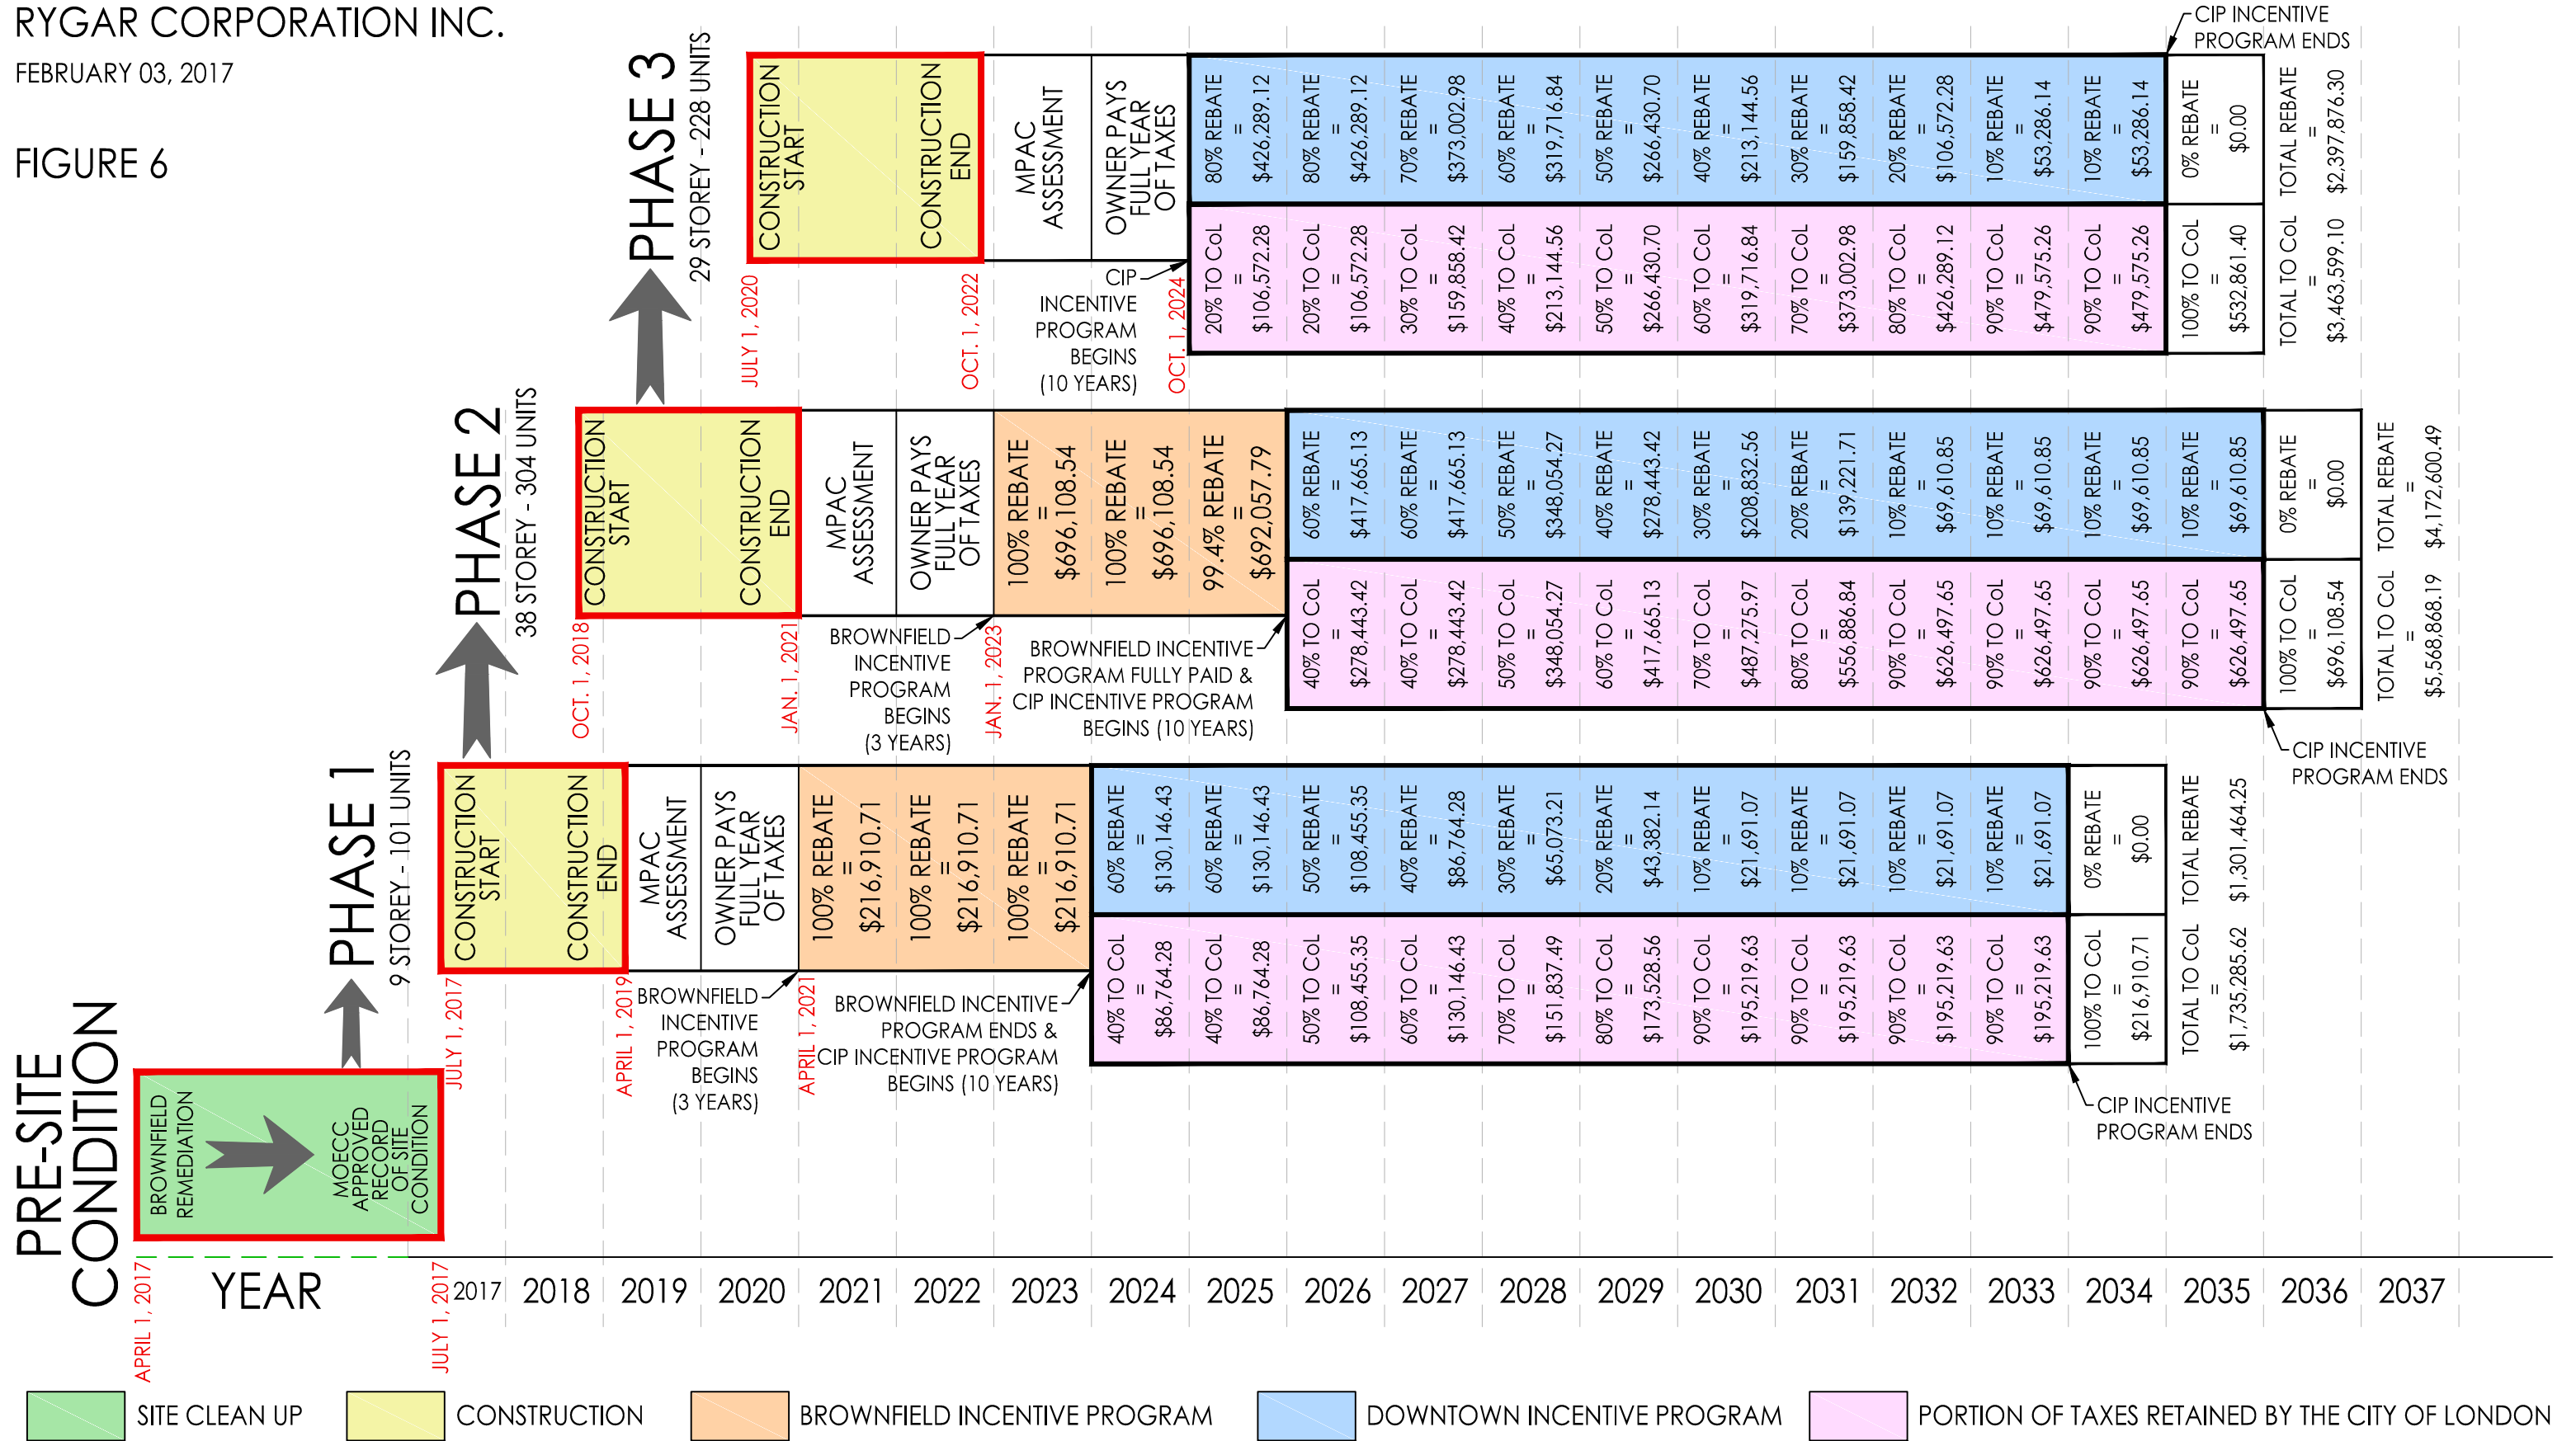 RYGAR CORPORATION INC.
FEBRUARY 03, 2017
FIGURE 6
PHASE 3
29 STOREY - 228 UNITS
CONSTRUCTION
START
CONSTRUCTION
END
MPAC
ASSESSMENT
OWNER PAYS
FULL YEAR
OF TAXES
80% REBATE
=
$426,289.12
80% REBATE
=
$426,289.12
70% REBATE
=
$373,002.98
60% REBATE
=
$319,716.84
50% REBATE
=
$266,430.70
40% REBATE
=
$213,144.56
30% REBATE
=
$159,858.42
20% REBATE
=
$106,572.28
10% REBATE
=
$53,286.14
10% REBATE
=
$53,286.14
0% REBATE
=
$0.00
TOTAL REBATE
=
$2,397,876.30
CIP INCENTIVE
PROGRAM ENDS
20% TO CoL
=
$106,572.28
20% TO CoL
=
$106,572.28
30% TO CoL
=
$159,858.42
40% TO CoL
=
$213,144.56
50% TO CoL
=
$266,430.70
60% TO CoL
=
$319,716.84
70% TO CoL
=
$373,002.98
80% TO CoL
=
$426,289.12
90% TO CoL
=
$479,575.26
90% TO CoL
=
$479,575.26
100% TO CoL
=
$532,861.40
TOTAL TO CoL
=
$3,463,599.10
JULY 1, 2020
OCT. 1, 2022
CIP
INCENTIVE
PROGRAM
BEGINS
(10 YEARS)
OCT. 1, 2024
PHASE 2
38 STOREY - 304 UNITS
CONSTRUCTION
START
CONSTRUCTION
END
MPAC
ASSESSMENT
OWNER PAYS
FULL YEAR
OF TAXES
100% REBATE
=
$696,108.54
100% REBATE
=
$696,108.54
99.4% REBATE
=
$692,057.79
60% REBATE
=
$417,665.13
60% REBATE
=
$417,665.13
50% REBATE
=
$348,054.27
40% REBATE
=
$278,443.42
30% REBATE
=
$208,832.56
20% REBATE
=
$139,221.71
10% REBATE
=
$69,610.85
10% REBATE
=
$69,610.85
10% REBATE
=
$69,610.85
10% REBATE
=
$69,610.85
0% REBATE
=
$0.00
TOTAL REBATE
=
$4,172,600.49
40% TO CoL
=
$278,443.42
40% TO CoL
=
$278,443.42
50% TO CoL
=
$348,054.27
60% TO CoL
=
$417,665.13
70% TO CoL
=
$487,275.97
80% TO CoL
=
$556,886.84
90% TO CoL
=
$626,497.65
90% TO CoL
=
$626,497.65
90% TO CoL
=
$626,497.65
90% TO CoL
=
$626,497.65
100% TO CoL
=
$696,108.54
TOTAL TO CoL
=
$5,568,868.19
OCT. 1, 2018
JAN. 1, 2021
BROWNFIELD
INCENTIVE
PROGRAM
BEGINS
(3 YEARS)
JAN. 1, 2023
BROWNFIELD INCENTIVE
PROGRAM FULLY PAID &
CIP INCENTIVE PROGRAM
BEGINS (10 YEARS)
CIP INCENTIVE
PROGRAM ENDS
PHASE 1
9 STOREY - 101 UNITS
CONSTRUCTION
START
CONSTRUCTION
END
MPAC
ASSESSMENT
OWNER PAYS
FULL YEAR
OF TAXES
100% REBATE
=
$216,910.71
100% REBATE
=
$216,910.71
100% REBATE
=
$216,910.71
60% REBATE
=
$130,146.43
60% REBATE
=
$130,146.43
50% REBATE
=
$108,455.35
40% REBATE
=
$86,764.28
30% REBATE
=
$65,073.21
20% REBATE
=
$43,382.14
10% REBATE
=
$21,691.07
10% REBATE
=
$21,691.07
10% REBATE
=
$21,691.07
10% REBATE
=
$21,691.07
0% REBATE
=
$0.00
TOTAL REBATE
=
$1,301,464.25
40% TO CoL
=
$86,764.28
40% TO CoL
=
$86,764.28
50% TO CoL
=
$108,455.35
60% TO CoL
=
$130,146.43
70% TO CoL
=
$151,837.49
80% TO CoL
=
$173,528.56
90% TO CoL
=
$195,219.63
90% TO CoL
=
$195,219.63
90% TO CoL
=
$195,219.63
90% TO CoL
=
$195,219.63
100% TO CoL
=
$216,910.71
TOTAL TO CoL
=
$1,735,285.62
JULY 1, 2017
APRIL 1, 2019
BROWNFIELD
INCENTIVE
PROGRAM
BEGINS
(3 YEARS)
APRIL 1, 2021
BROWNFIELD INCENTIVE
PROGRAM ENDS &
CIP INCENTIVE PROGRAM
BEGINS (10 YEARS)
CIP INCENTIVE
PROGRAM ENDS
PRE-SITE
CONDITION
BROWNFIELD
REMEDIATION
MOECC
APPROVED
RECORD
OF SITE
CONDITION
APRIL 1, 2017
YEAR
JULY 1, 2017
2017
2018
2019
2020
2021
2022
2023
2024
2025
2026
2027
2028
2029
2030
2031
2032
2033
2034
2035
2036
2037
SITE CLEAN UP
CONSTRUCTION
BROWNFIELD INCENTIVE PROGRAM
DOWNTOWN INCENTIVE PROGRAM
PORTION OF TAXES RETAINED BY THE CITY OF LONDON